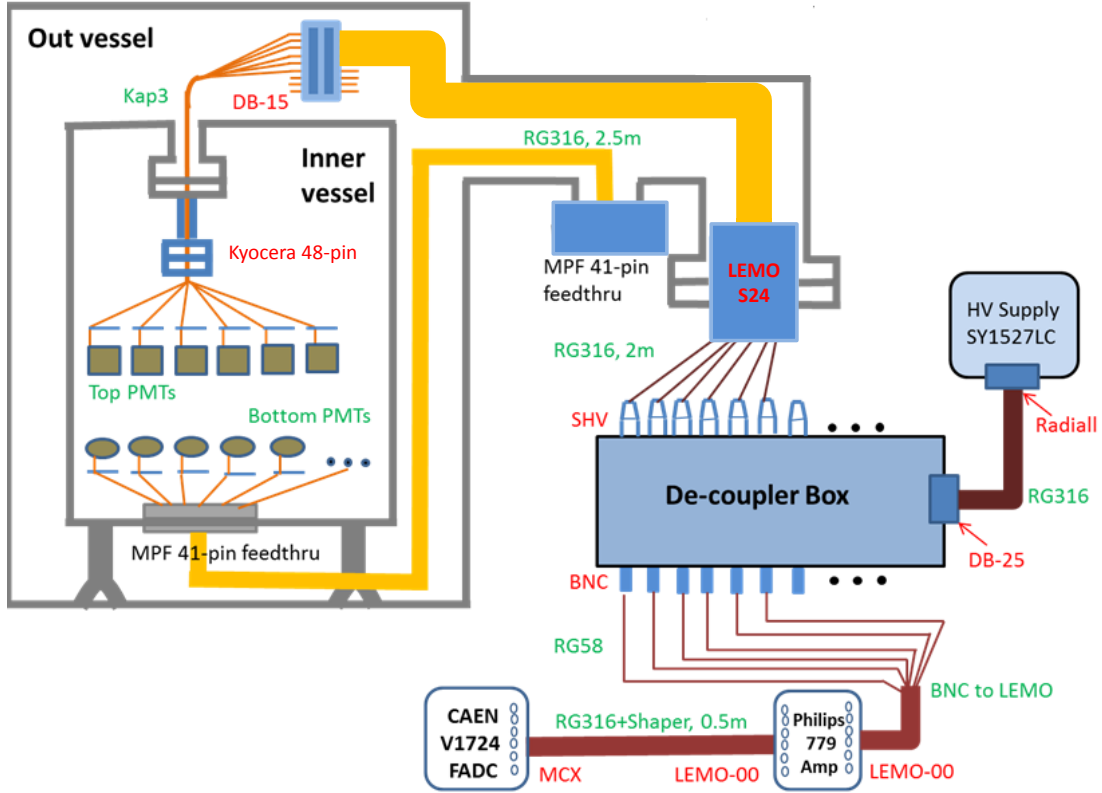 Out vessel
Kap3
DB-15
RG316, 2.5m
Inner
vessel
Kyocera 48-pin
MPF 41-pin
feedthru
LEMO
S24
HV Supply
SY1527LC
RG316, 2m
Top PMTs
Bottom PMTs
SHV
Radiall
De-coupler Box
RG316
MPF 41-pin feedthru
DB-25
BNC
RG58
BNC to LEMO
CAEN
V1724
FADC
RG316+Shaper, 0.5m
Philips
779
Amp
MCX
LEMO-00
LEMO-00